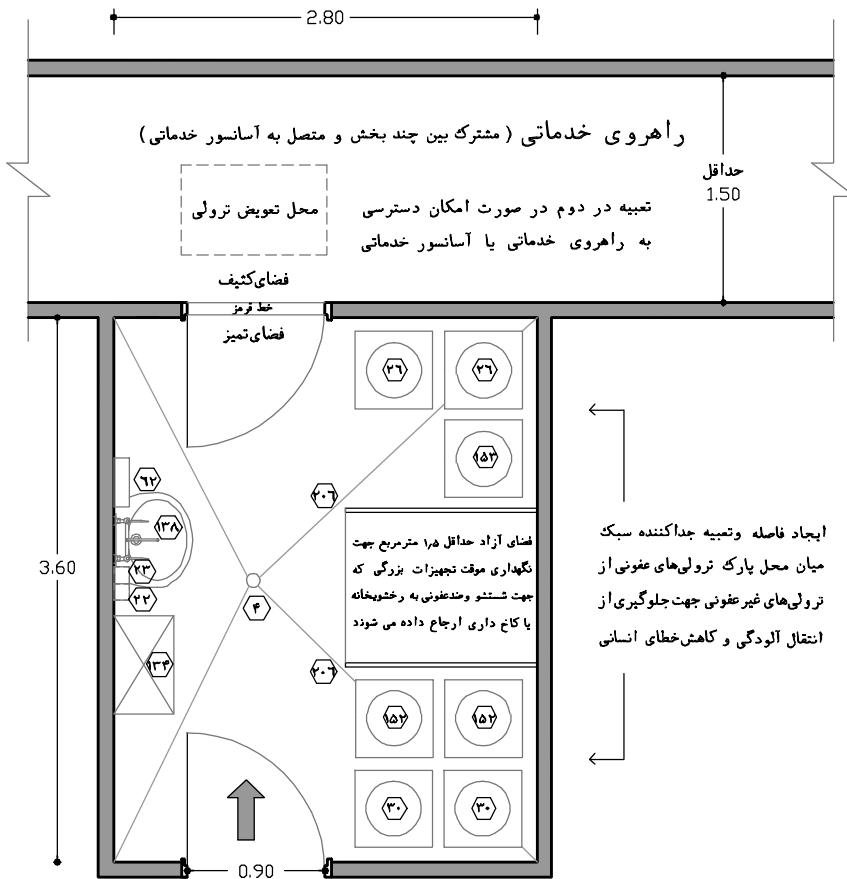 2.80
راهروی خدماتی ( مشترک بین چند بخش و متصل به آسانسور خدماتی )
حداقل
1.50
تعبیه در دوم در صورت امکان دسترسی
به راهروی خدماتی یا آسانسور خدماتی
محل تعویض ترولی
فضای کثیف
خط قرمز
فضای تمیز
۲۶
۲۶
۱۵۳
۶۲
۲۰۶
۱۳۸
۲۳
۲۲
3.60
فضای آزاد حداقل ۱٫۵ مترمربع جهت
نگهداری موقت تجهیزات بزرگی که
جهت شستشو وضدعفونی به رختشویخانه
یا کاخ داری ارجاع داده می شوند
ایجاد فاصله وتعبیه جداکننده سبک
میان محل پارک ترولی‌های عفونی از
ترولی‌های غیرعفونی جهت جلوگیری از
انتقال آلودگی و کاهش خطای انسانی
۴
۱۳۴
۲۰۶
۱۵۲
۱۵۲
۳۰
۳۰
0.90